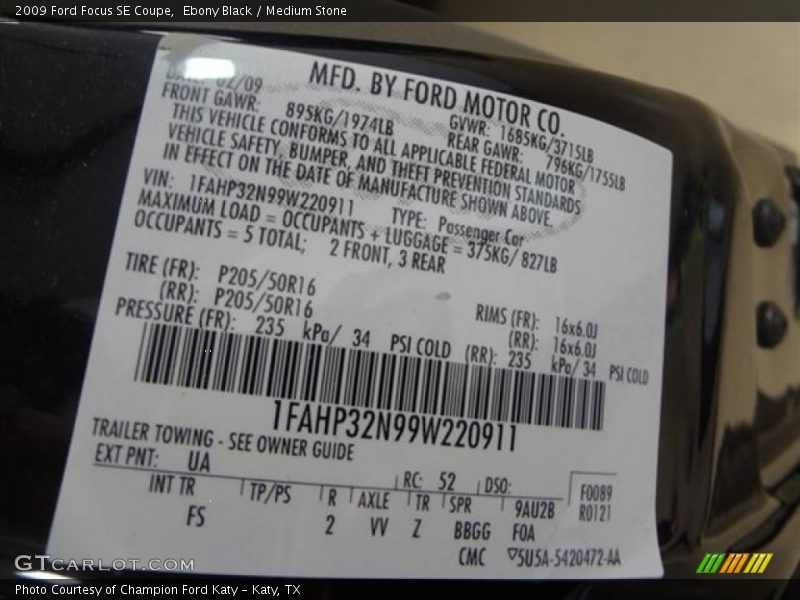 2009 Ford Focus SE Coupe,  Ebony Black / Medium Stone
DATE: 02/09
MFD. BY FORD MOTOR CO.
FRONT GAWR: 895KG/1974LB
GVWR: 1685KG/3715LB
REAR GAWR: 796KG/1755LB
THIS VEHICLE CONFORMS TO ALL APPLICABLE FEDERAL MOTOR
VEHICLE SAFETY, BUMPER, AND THEFT PREVENTION STANDARDS
IN EFFECT ON THE DATE OF MANUFACTURE SHOWN ABOVE.
VIN: 1FAHP32N99W220911
TYPE: Passenger Car
MAXIMUM LOAD = OCCUPANTS + LUGGAGE = 375KG/827LB
OCCUPANTS = 5 TOTAL; 2 FRONT, 3 REAR
TIRE (FR): P205/50R16
RIMS (FR): 16x6.0J
(RR): P205/50R16
(RR): 16x6.0J
PRESSURE (FR): 235 kPa/ 34 PSI COLD (RR): 235 kPa/ 34 PSI COLD
1FAHP32N99W220911
TRAILER TOWING - SEE OWNER GUIDE
EXT PNT: UA RC: 52 DSO: F0089
INT TR TP/PS R AXLE TR SPR 9AU2B R0121
FS 2 VV Z BBGG F0A
CMC ▽5U5A-5420472-AA
GTCarLot.com
Photo Courtesy of Champion Ford Katy – Katy, TX